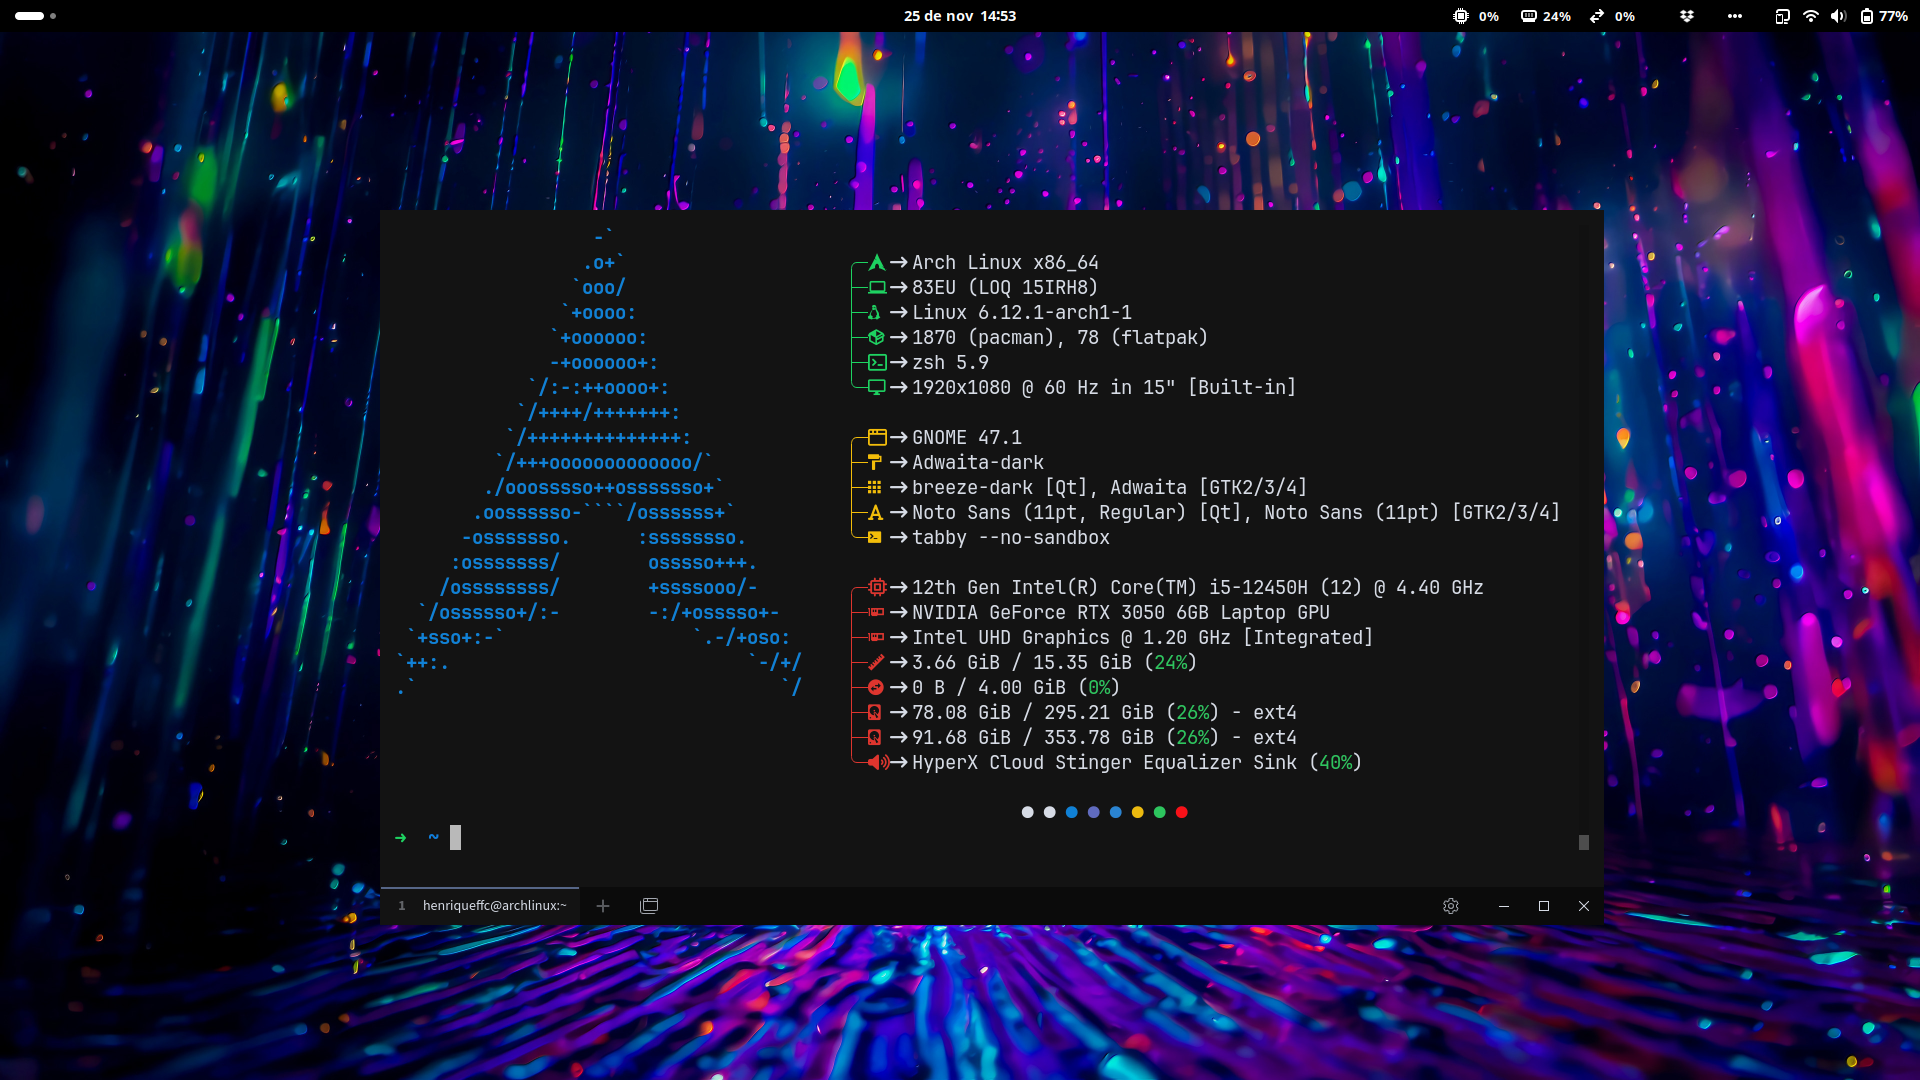 25 de nov 14:53
0% 24% 0% 77%
-`
.o+`
`ooo/
`+oooo:
`+oooooo:
-+oooooo+:
`/:-:++oooo+:
`/++++/+++++++:
`/++++++++++++++:
`/+++ooooooooooooo/`
./ooosssso++osssssso+`
.oossssso-````/ossssss+`
-osssssso. :ssssssso.
:osssssss/ osssso+++.
/ossssssss/ +ssssooo/-
`/ossssso+/:- -:/+osssso+-
`+sso+:-` `.-/+oso:
`++:. `-/+/
.` `/
→ Arch Linux x86_64
→ 83EU (LOQ 15IRH8)
→ Linux 6.12.1-arch1-1
→ 1870 (pacman), 78 (flatpak)
→ zsh 5.9
→ 1920x1080 @ 60 Hz in 15" [Built-in]
→ GNOME 47.1
→ Adwaita-dark
→ breeze-dark [Qt], Adwaita [GTK2/3/4]
→ Noto Sans (11pt, Regular) [Qt], Noto Sans (11pt) [GTK2/3/4]
→ tabby --no-sandbox
→ 12th Gen Intel(R) Core(TM) i5-12450H (12) @ 4.40 GHz
→ NVIDIA GeForce RTX 3050 6GB Laptop GPU
→ Intel UHD Graphics @ 1.20 GHz [Integrated]
→ 3.66 GiB / 15.35 GiB (24%)
→ 0 B / 4.00 GiB (0%)
→ 78.08 GiB / 295.21 GiB (26%) - ext4
→ 91.68 GiB / 353.78 GiB (26%) - ext4
→ HyperX Cloud Stinger Equalizer Sink (40%)
→ ~
1 henriqueffc@archlinux:~